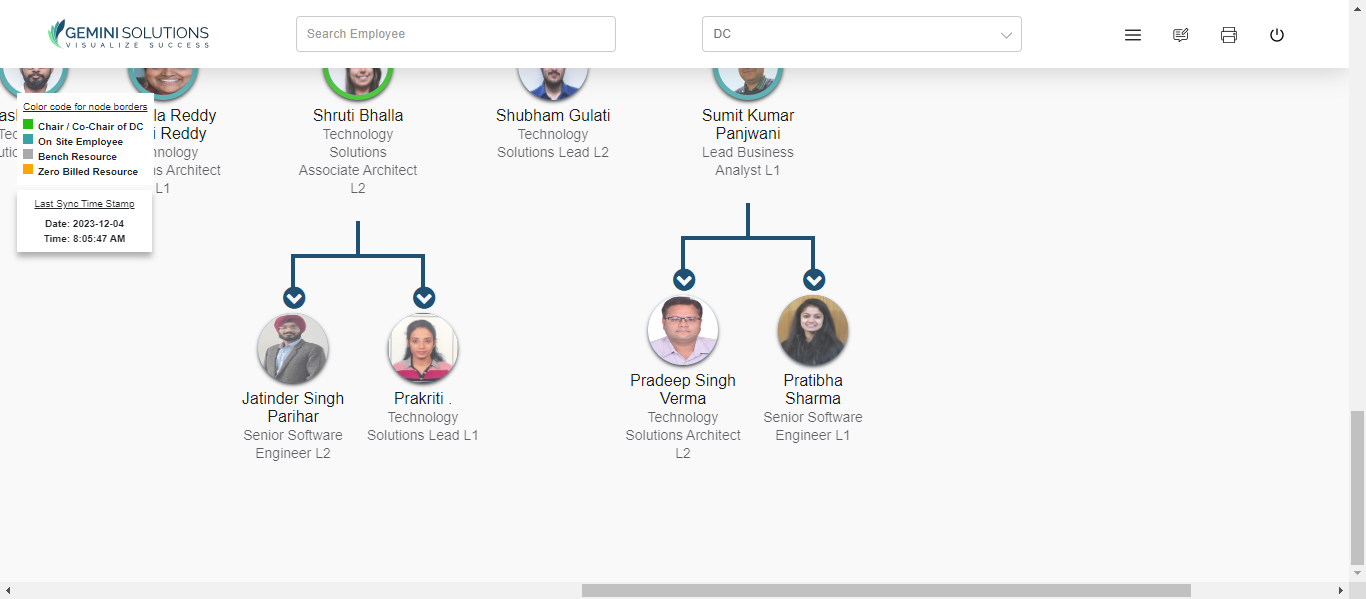 GEMINI SOLUTIONS
VISUALIZE SUCCESS
Search Employee
DC
Color code for node borders
Chair / Co-Chair of DC
On Site Employee
Bench Resource
Zero Billed Resource
Last Sync Time Stamp
Date: 2023-12-04
Time: 8:05:47 AM
la Reddy
i Reddy
Architect
L1
Shruti Bhalla
Technology
Solutions
Associate Architect
L2
Shubham Gulati
Technology
Solutions Lead L2
Sumit Kumar
Panjwani
Lead Business
Analyst L1
Jatinder Singh
Parihar
Senior Software
Engineer L2
Prakriti .
Technology
Solutions Lead L1
Pradeep Singh
Verma
Technology
Solutions Architect
L2
Pratibha
Sharma
Senior Software
Engineer L1